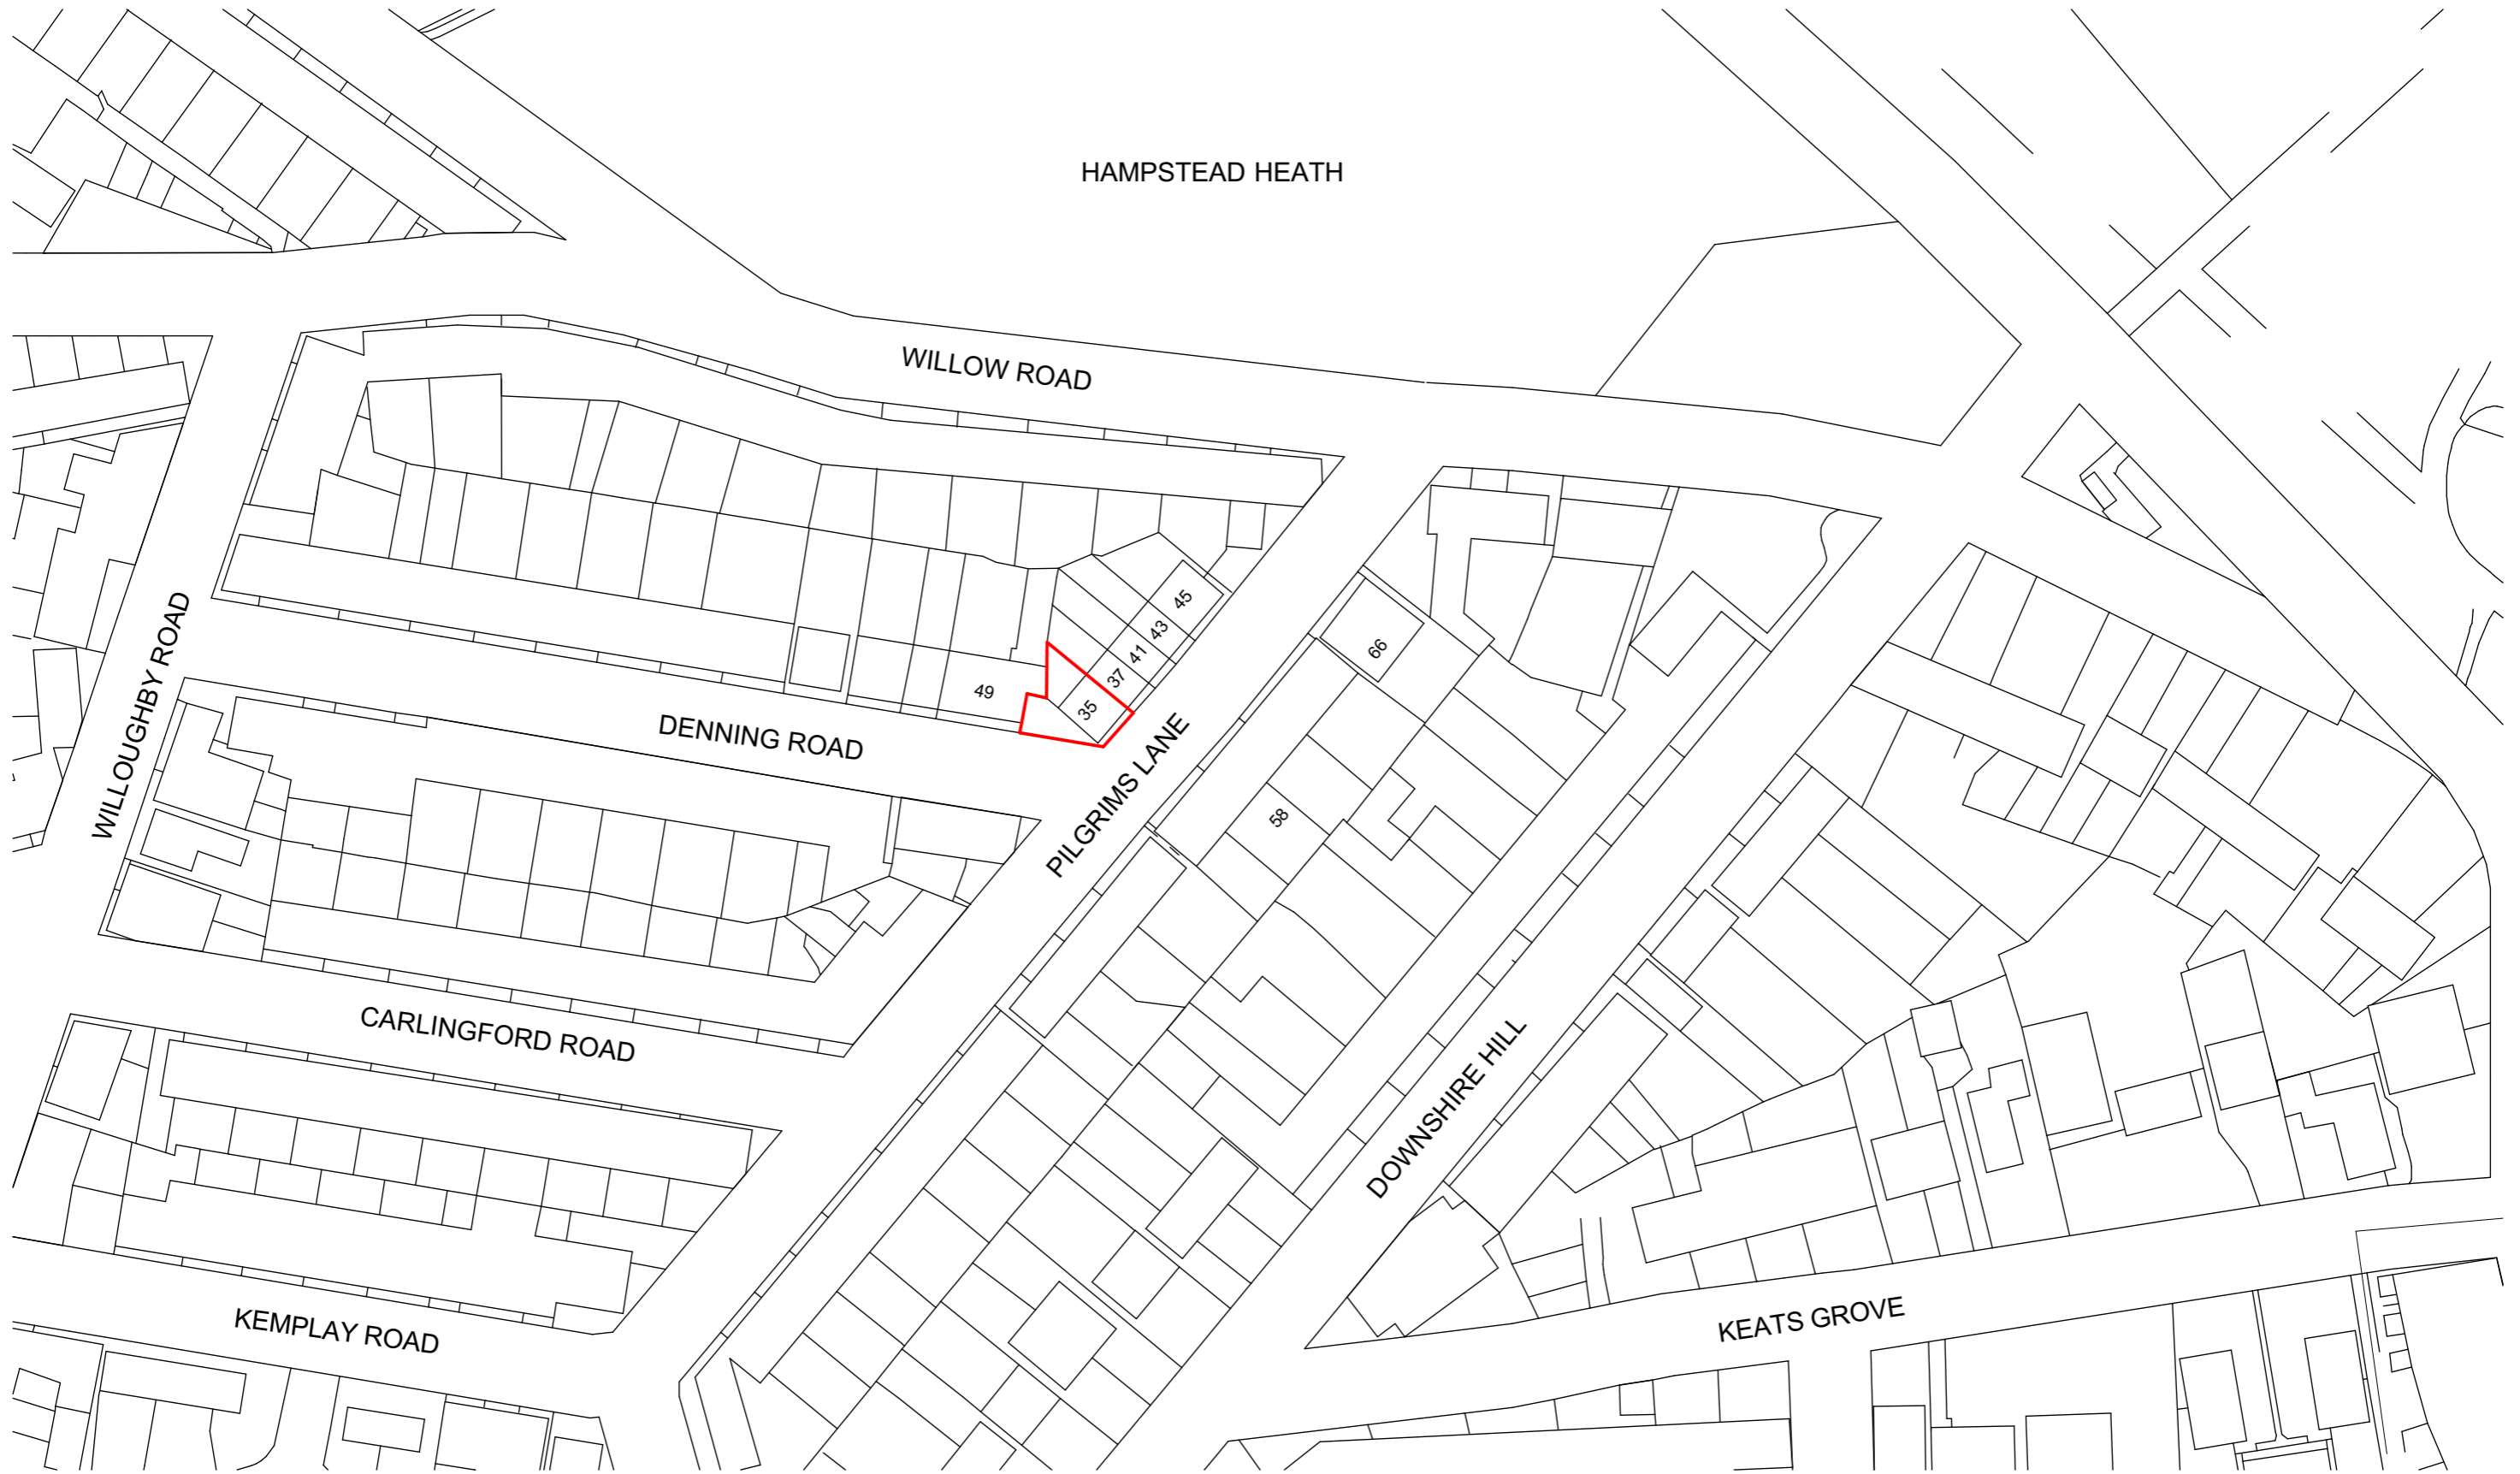 HAMPSTEAD HEATH
WILLOW ROAD
45
43
41
37
35
49
66
58
WILLOUGHBY ROAD
DENNING ROAD
PILGRIMS LANE
CARLINGFORD ROAD
DOWNSHIRE HILL
KEMPLAY ROAD
KEATS GROVE